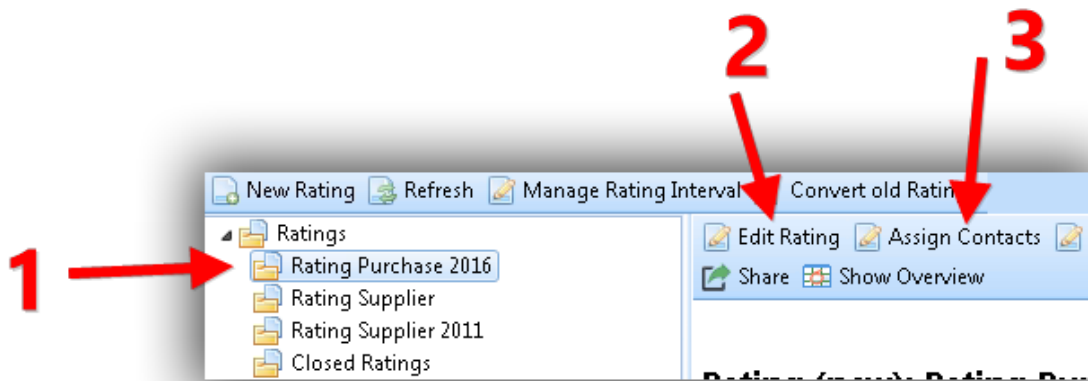 2 3
New Rating Refresh Manage Rating Interval Convert old Ratin
Ratings
Edit Rating Assign Contacts
1 Rating Purchase 2016
Share Show Overview
Rating Supplier
Rating Supplier 2011
Closed Ratings